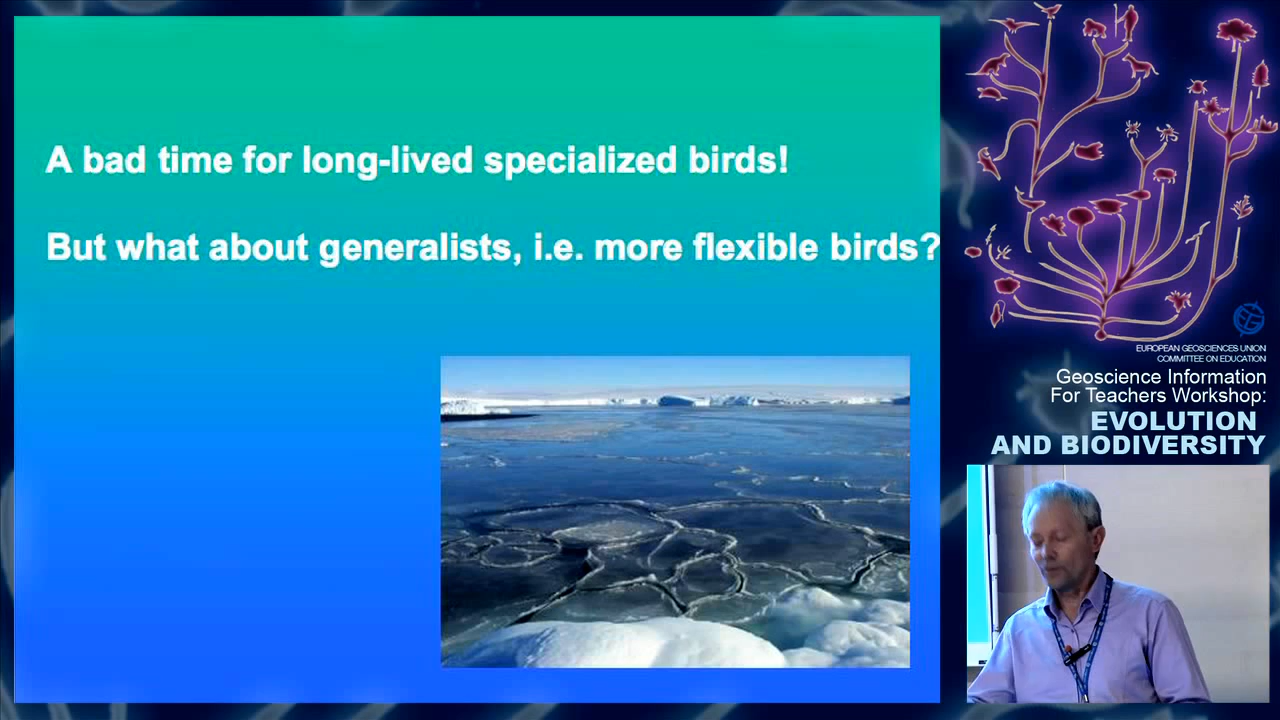 A bad time for long-lived specialized birds!
But what about generalists, i.e. more flexible birds?
EUROPEAN GEOSCIENCES UNION
COMMITTEE ON EDUCATION
Geoscience Information
For Teachers Workshop:
EVOLUTION
AND BIODIVERSITY